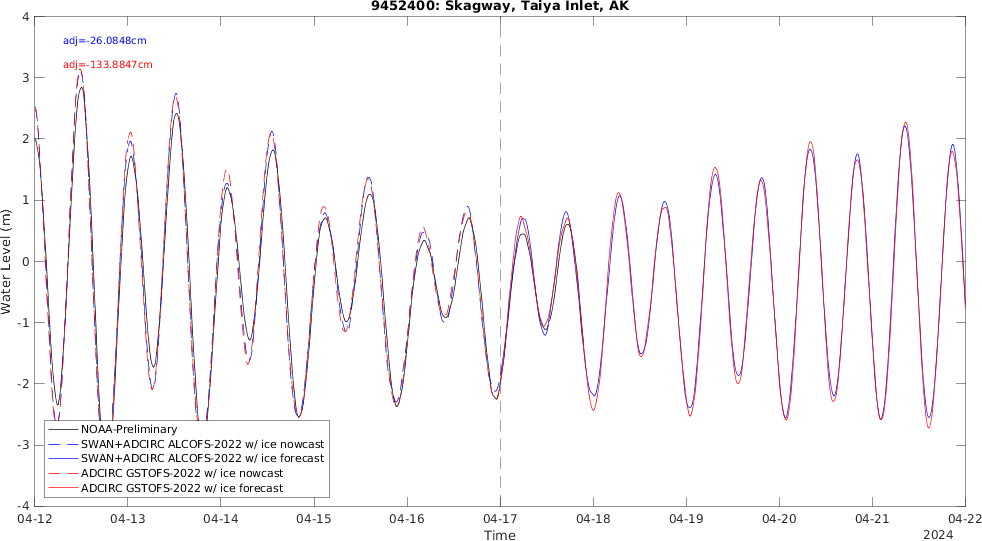 9452400: Skagway, Taiya Inlet, AK
adj=-26.0848cm
adj=-133.8847cm
Water Level (m)
4
3
2
1
0
-1
-2
-3
-4
NOAA-Preliminary
SWAN+ADCIRC ALCOFS-2022 w/ ice nowcast
SWAN+ADCIRC ALCOFS-2022 w/ ice forecast
ADCIRC GSTOFS-2022 w/ ice nowcast
ADCIRC GSTOFS-2022 w/ ice forecast
04-12 04-13 04-14 04-15 04-16 04-17 04-18 04-19 04-20 04-21 04-22
Time
2024